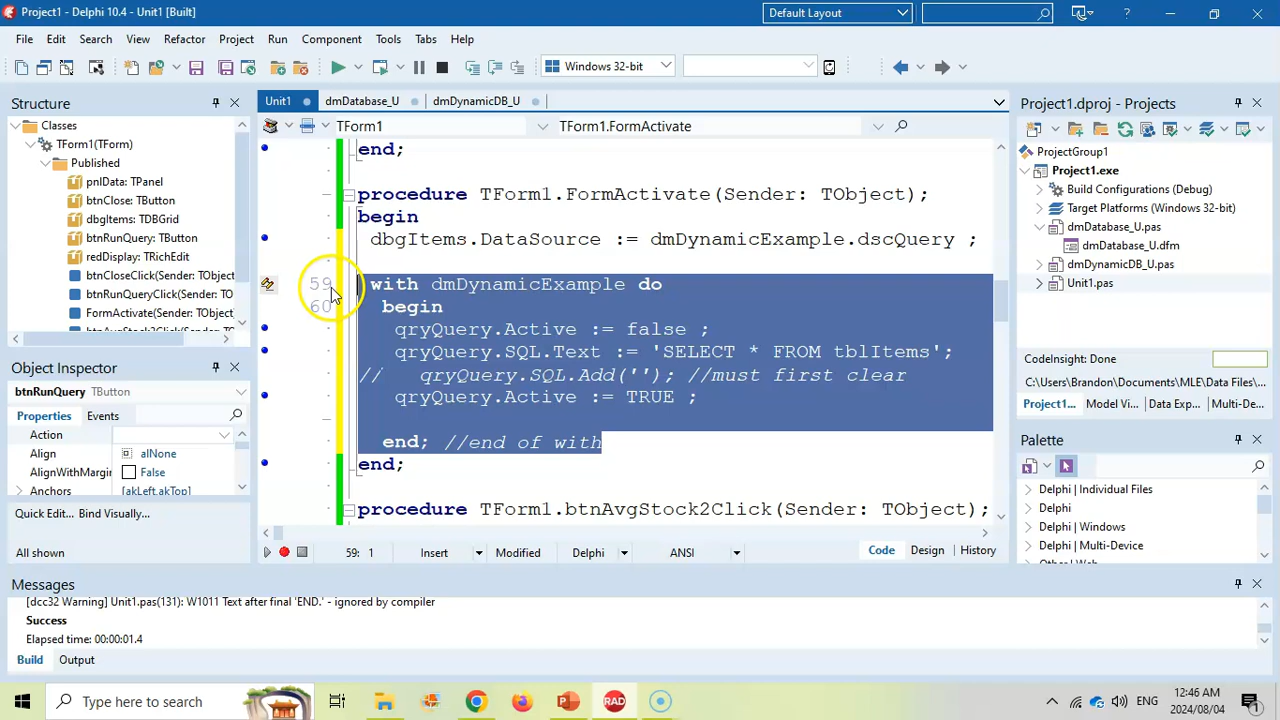 Project1 - Delphi 10.4 - Unit1 [Built]
Default Layout
File Edit Search View Refactor Project Run Component Tools Tabs Help
Windows 32-bit
Structure
Classes
TForm1(TForm)
Published
pnlData: TPanel
btnClose: TButton
dbgItems: TDBGrid
btnRunQuery: TButton
redDisplay: TRichEdit
btnCloseClick(Sender: TObject
btnRunQueryClick(Sender: TO
FormActivate(Sender: TObject
Object Inspector
btnRunQuery TButton
Properties Events
Action
Align alNone
AlignWithMargin False
Anchors [akLeft,akTop]
Quick Edit... Bind Visually...
All shown
Unit1 dmDatabase_U dmDynamicDB_U
TForm1 TForm1.FormActivate
end;
procedure TForm1.FormActivate(Sender: TObject);
begin
dbgItems.DataSource := dmDynamicExample.dscQuery ;
59 with dmDynamicExample do
60 begin
qryQuery.Active := false ;
qryQuery.SQL.Text := 'SELECT * FROM tblItems';
// qryQuery.SQL.Add(''); //must first clear
qryQuery.Active := TRUE ;
end; //end of with
end;
procedure TForm1.btnAvgStock2Click(Sender: TObject);
59: 1 Insert Modified Delphi ANSI Code Design History
Project1.dproj - Projects
ProjectGroup1
Project1.exe
Build Configurations (Debug)
Target Platforms (Windows 32-bit)
dmDatabase_U.pas
dmDatabase_U.dfm
dmDynamicDB_U.pas
Unit1.pas
CodeInsight: Done
C:\Users\Brandon\Documents\MLE\Data Files\...
Project1... Model Vi... Data Exp... Multi-De...
Palette
Delphi | Individual Files
Delphi
Delphi | Windows
Delphi | Multi-Device
Other | Web
Messages
[dcc32 Warning] Unit1.pas(131): W1011 Text after final 'END.' - ignored by compiler
Success
Elapsed time: 00:00:01.4
Build Output
Type here to search
RAD
ENG
12:46 AM
2024/08/04